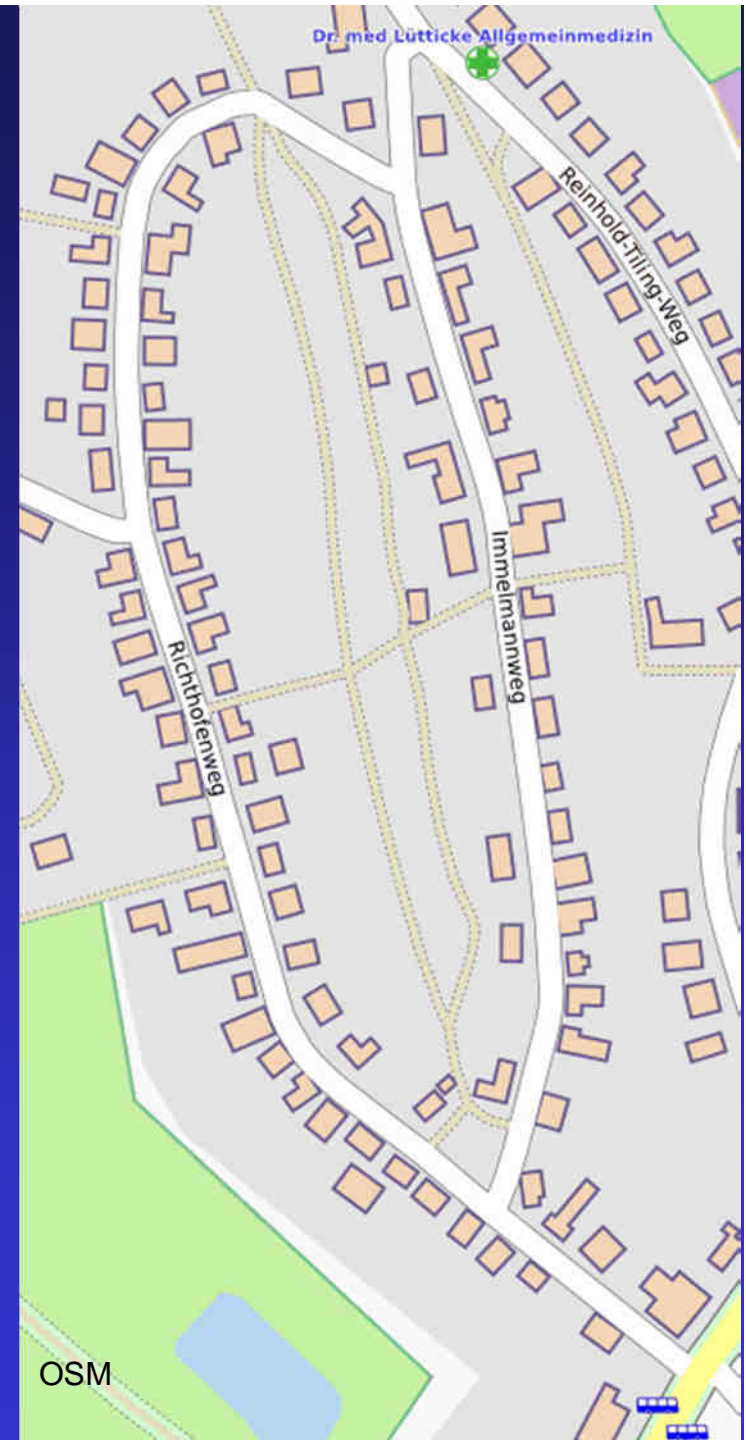 Dr. med Lütticke Allgemeinmedizin
Reinhold-Tiling-Weg
Immelmannweg
Richthofenweg
OSM